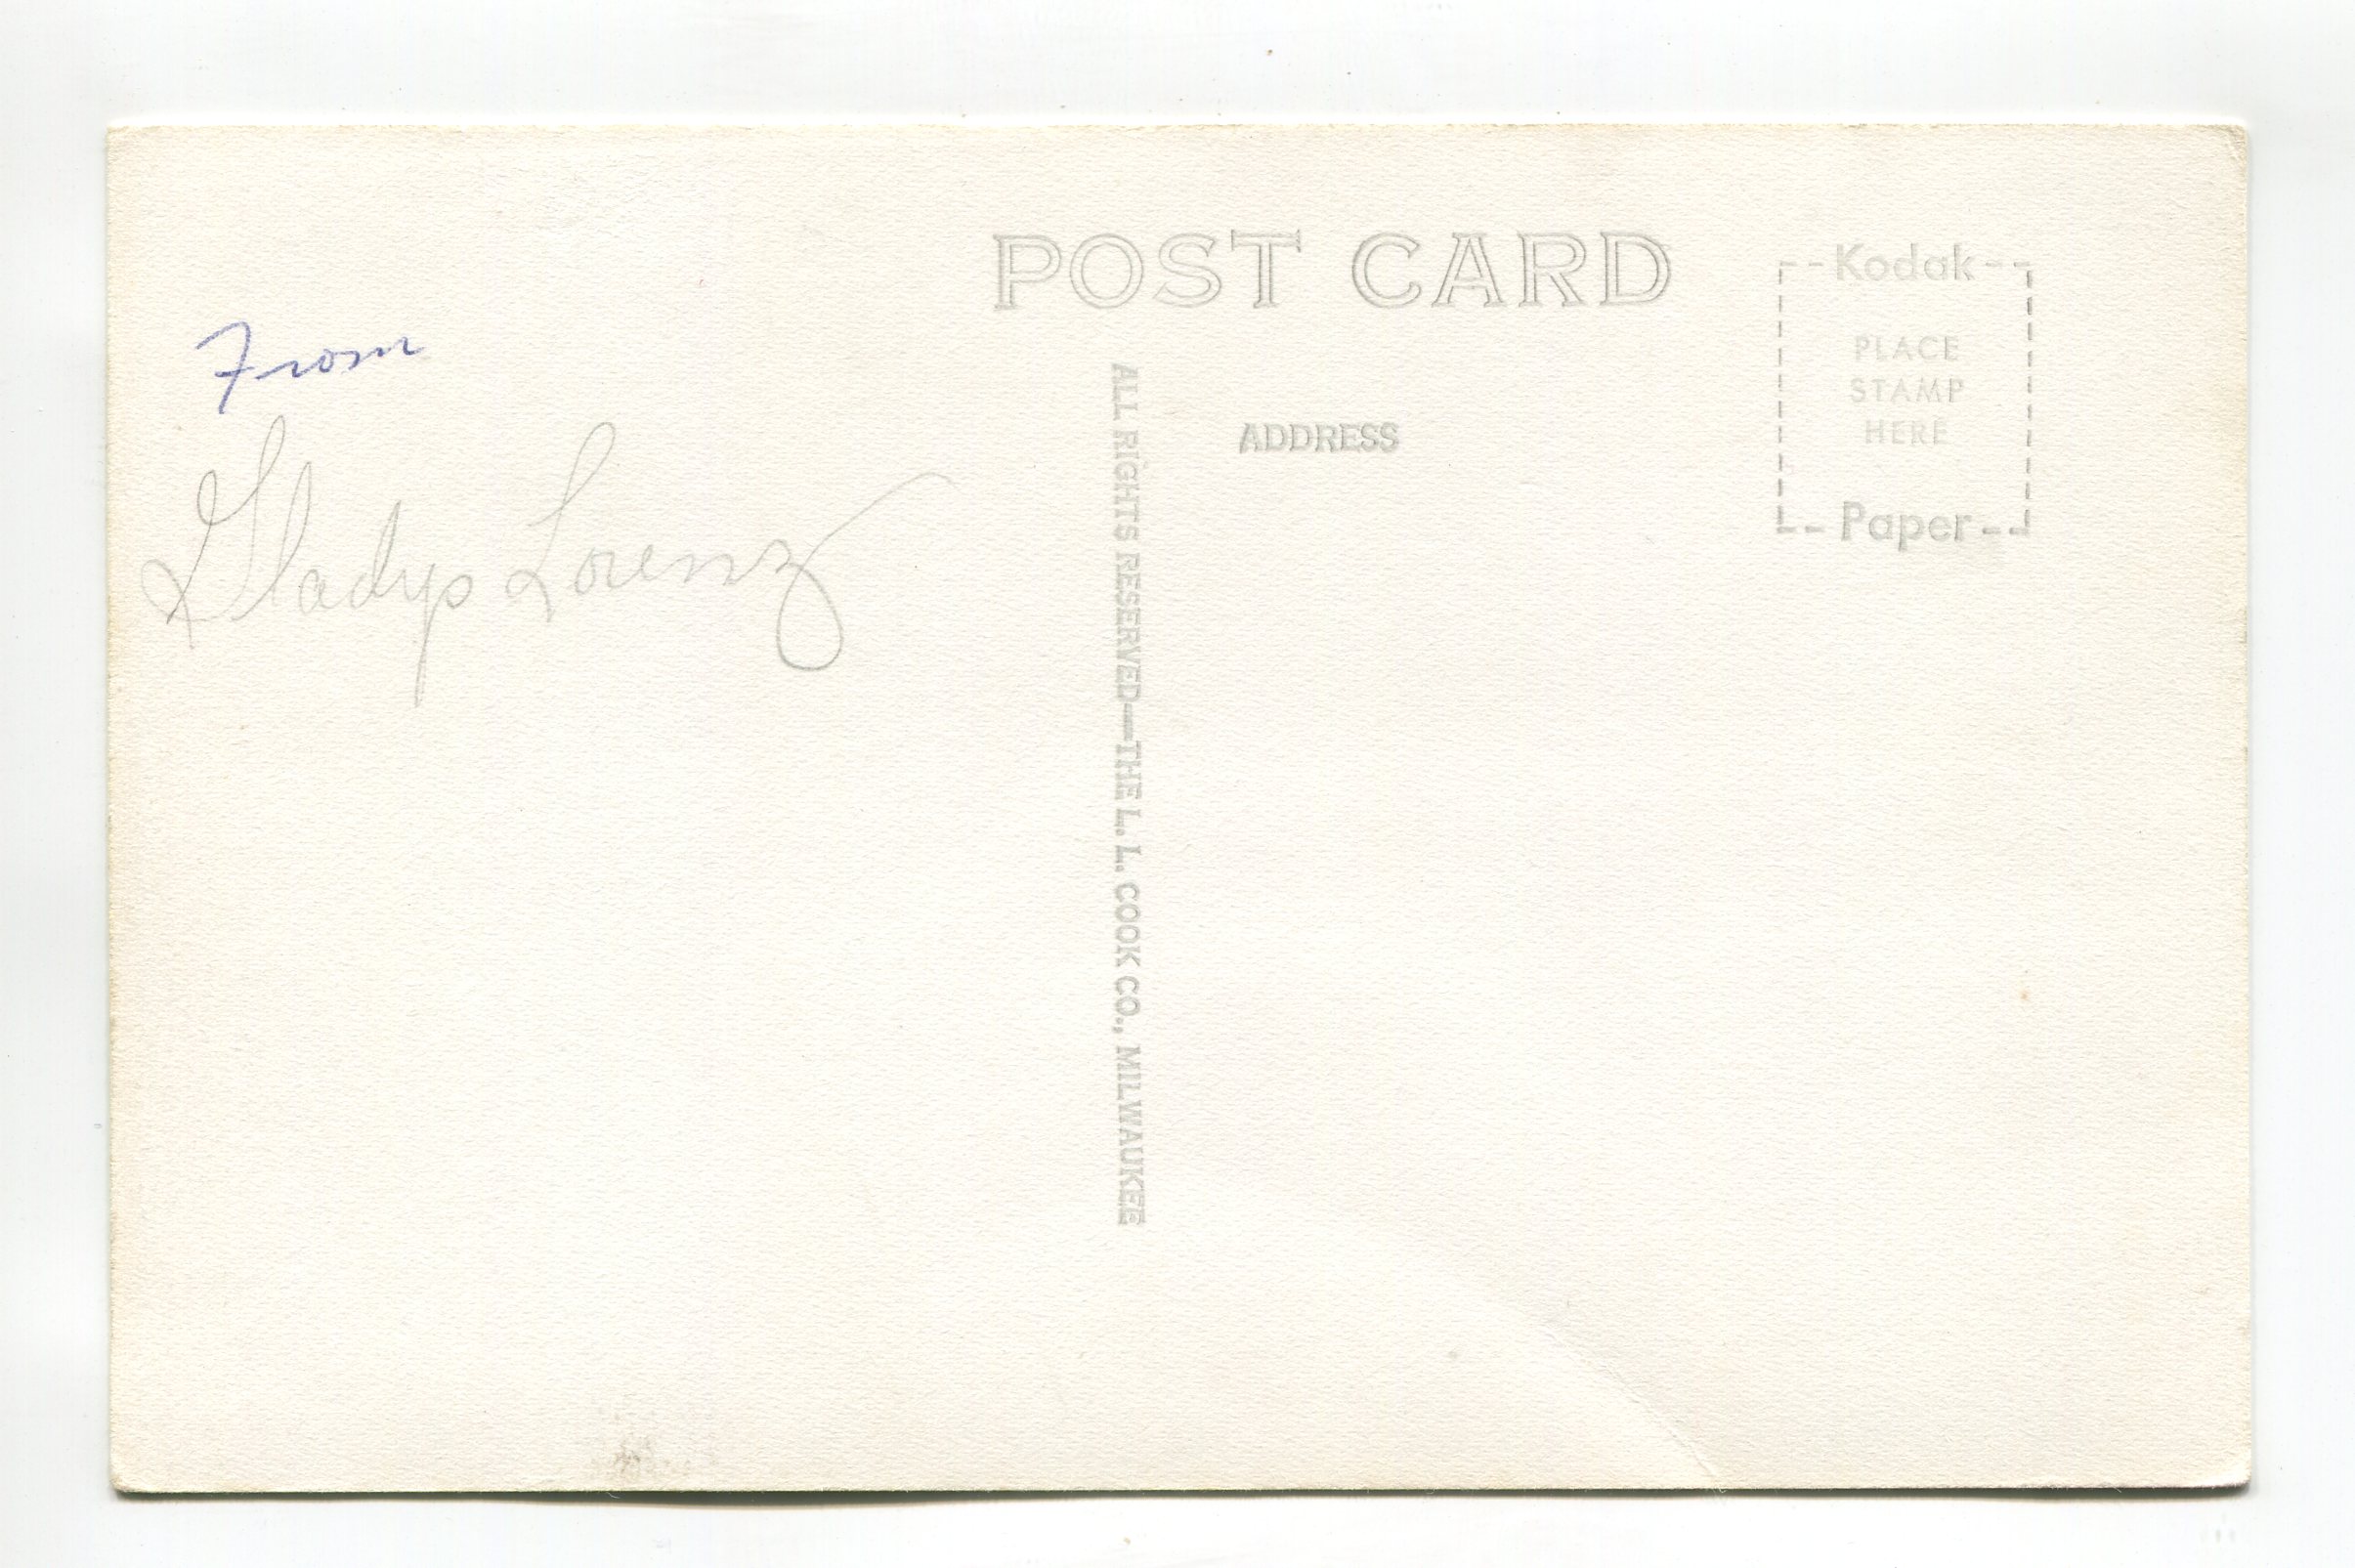 POST CARD
Kodak
PLACE
STAMP
HERE
Paper
From
Gladys Lorenz
ADDRESS
ALL RIGHTS RESERVED—THE L. L. COOK CO., MILWAUKEE